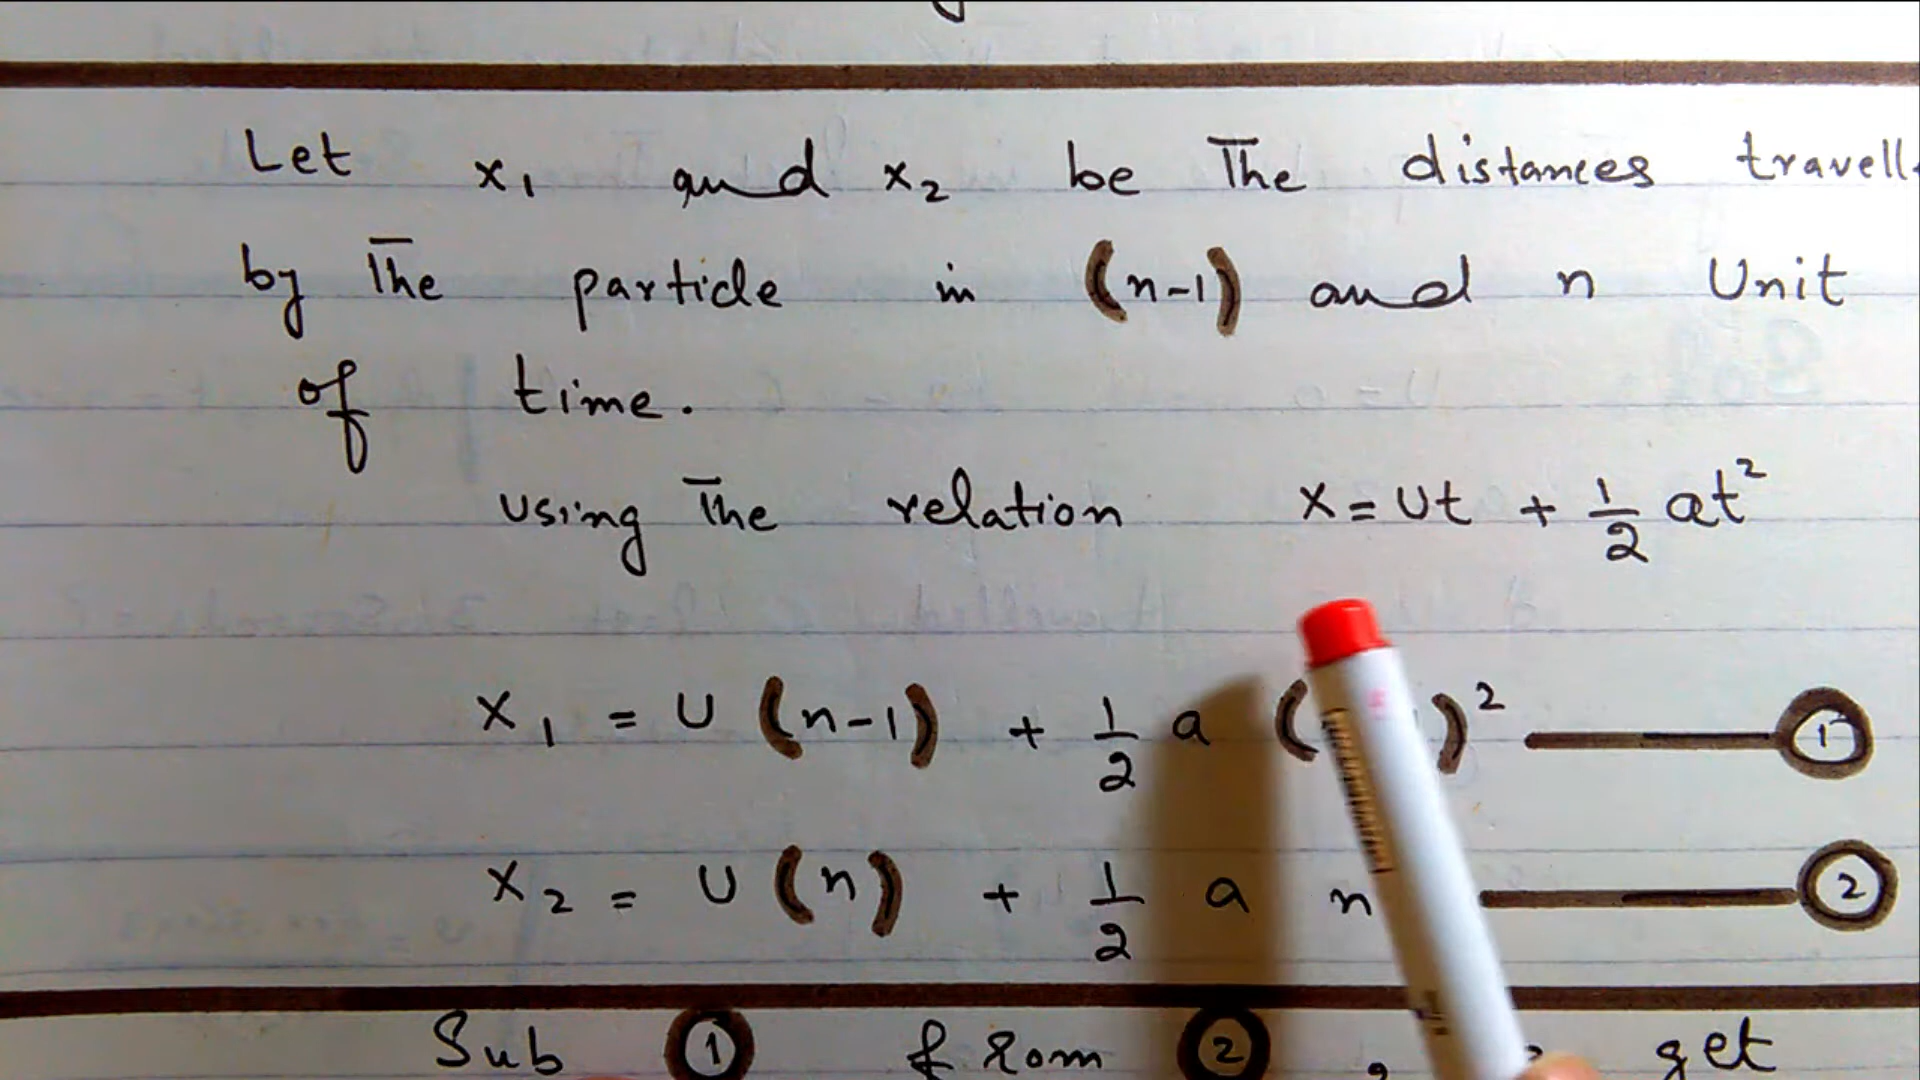 Let x₁ and x₂ be The distances travell
by The particle in (n-1) and n Unit
of time.
using The relation x = ut + 1/2 at²
x₁ = u (n-1) + 1/2 a ( )² ① 
x₂ = u (n) + 1/2 a n ②
Sub ① from ② , get